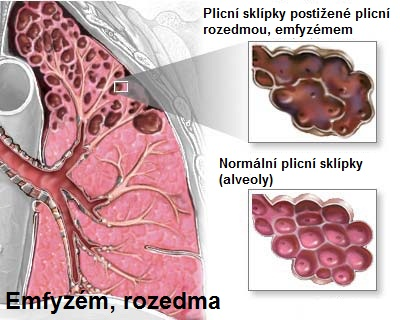 Plicní sklípky postižené plicní
rozedmou, emfyzémem
Normální plicní sklípky
(alveoly)
Emfyzém, rozedma